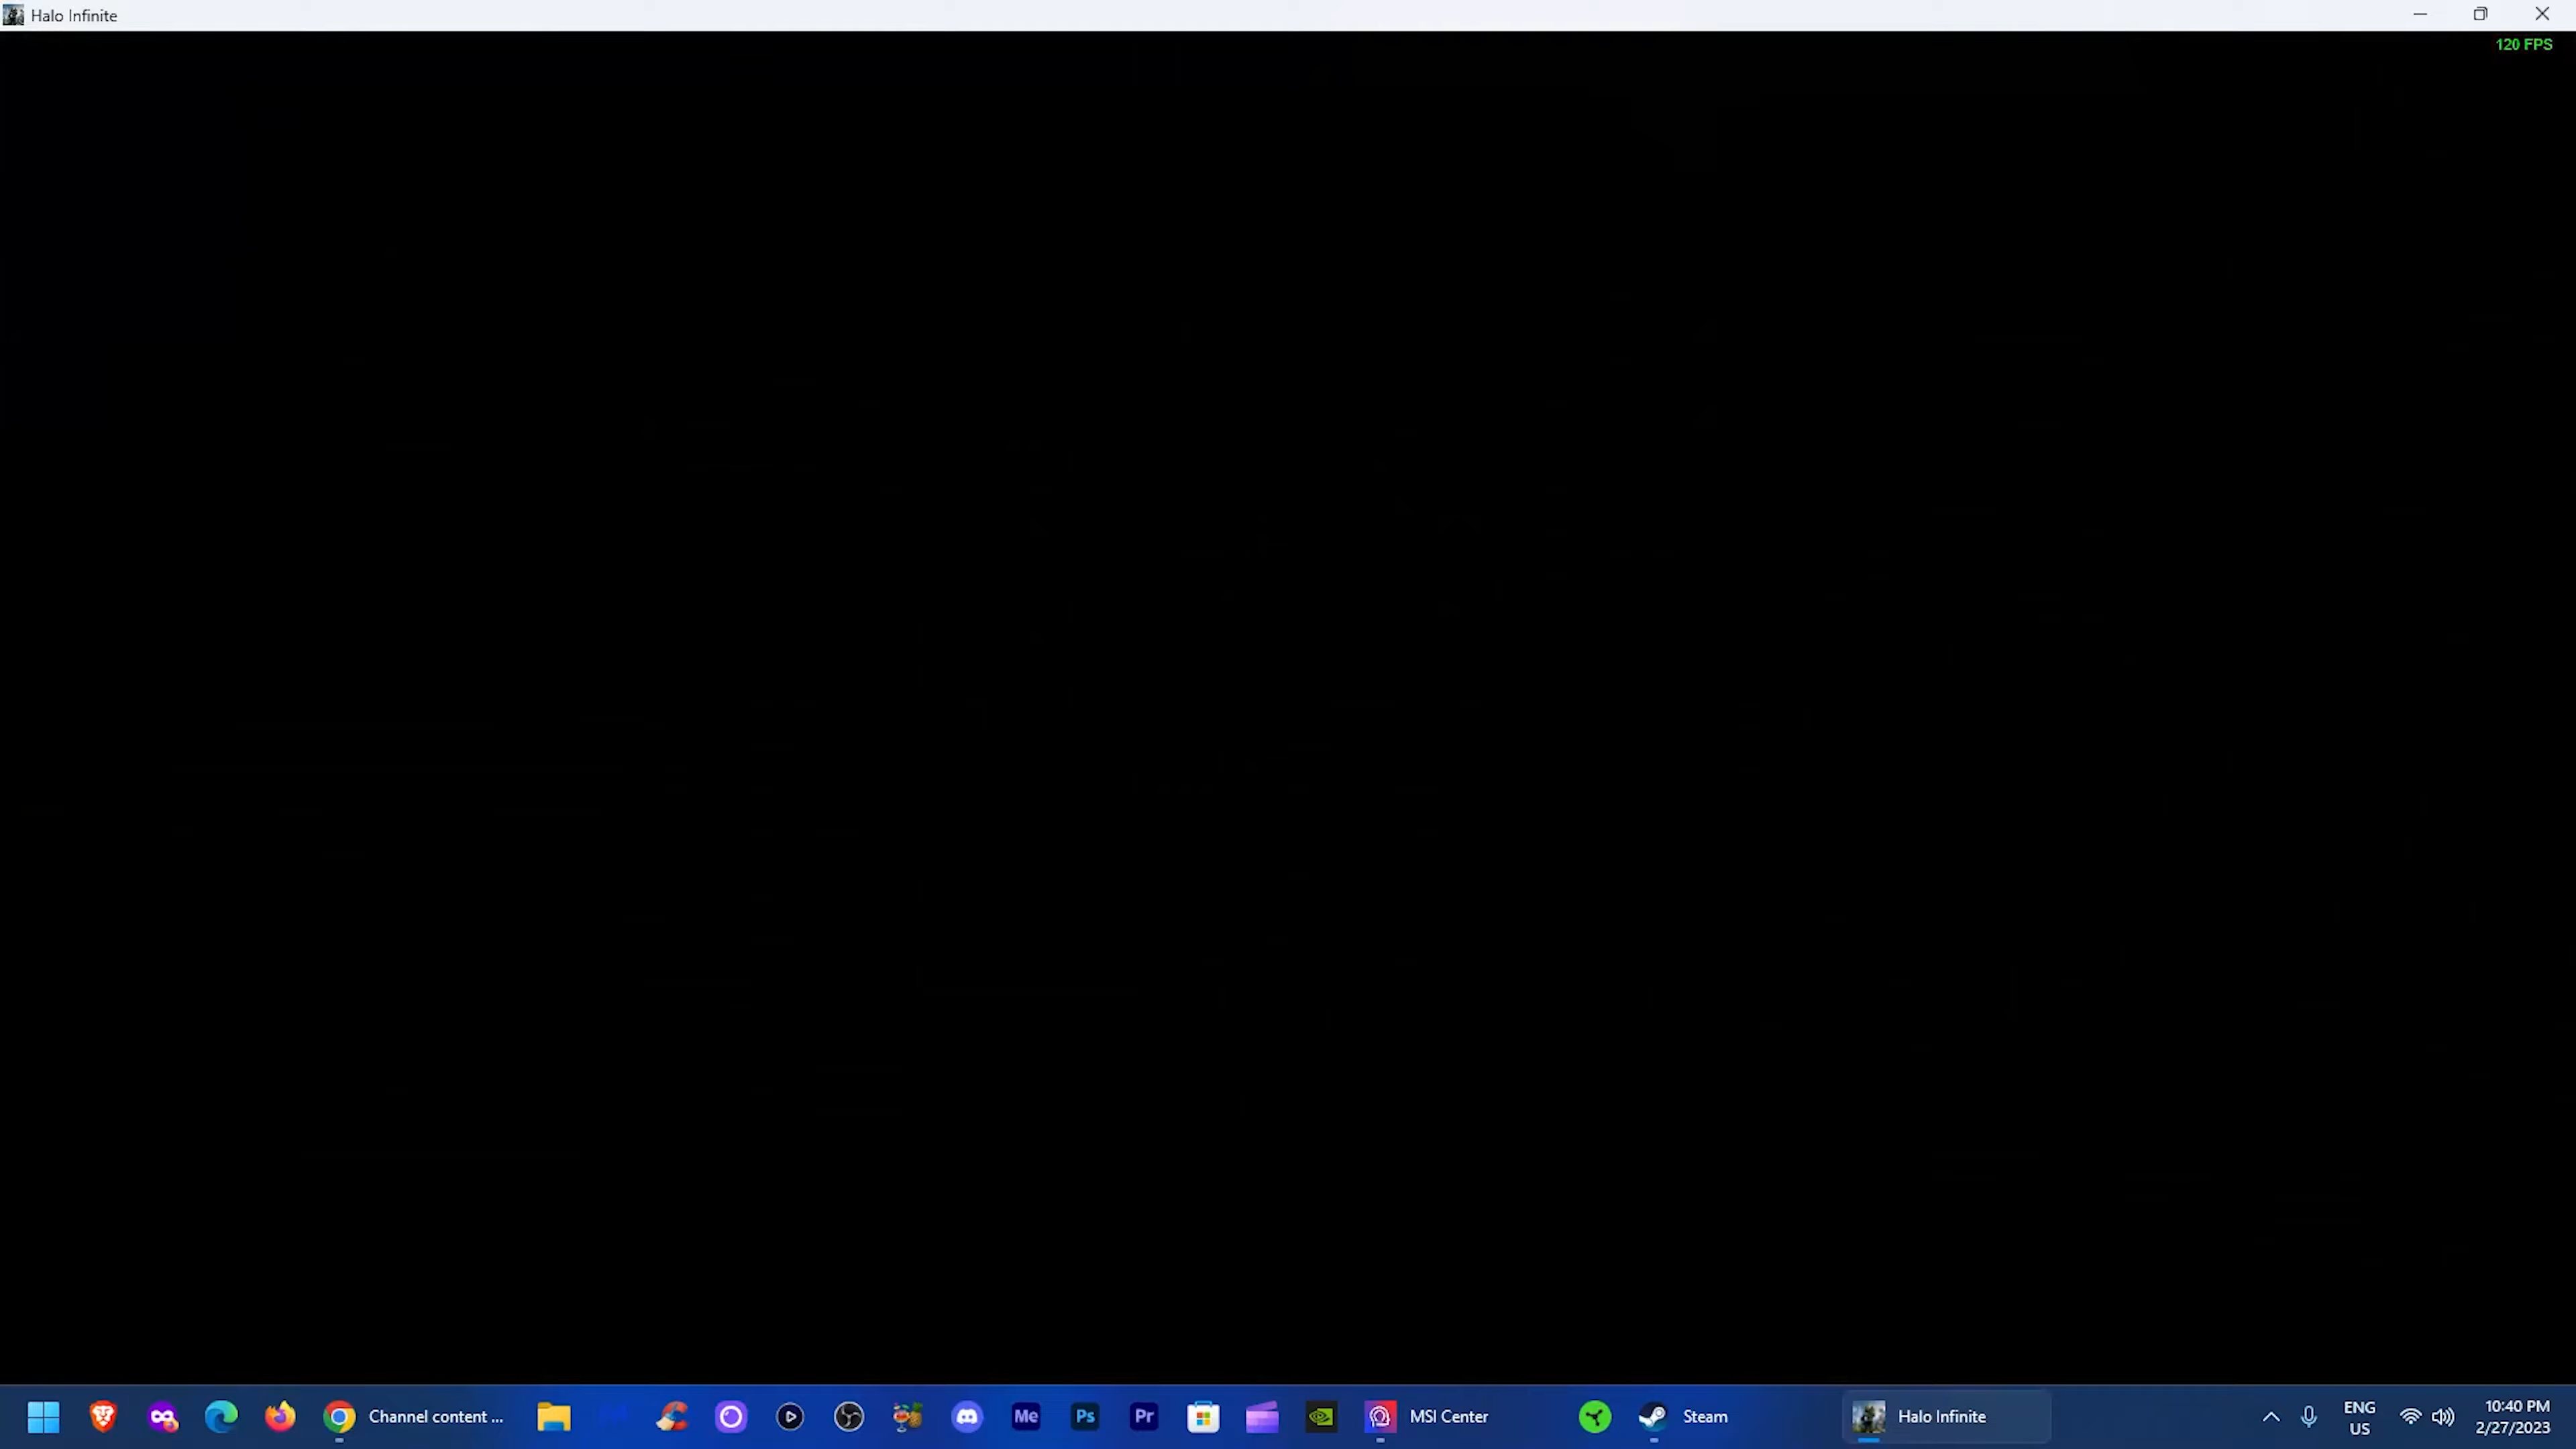 Halo Infinite
120 FPS
Channel content ...
Me
Ps
Pr
MSI Center
Steam
Halo Infinite
ENG
US
10:40 PM
2/27/2023